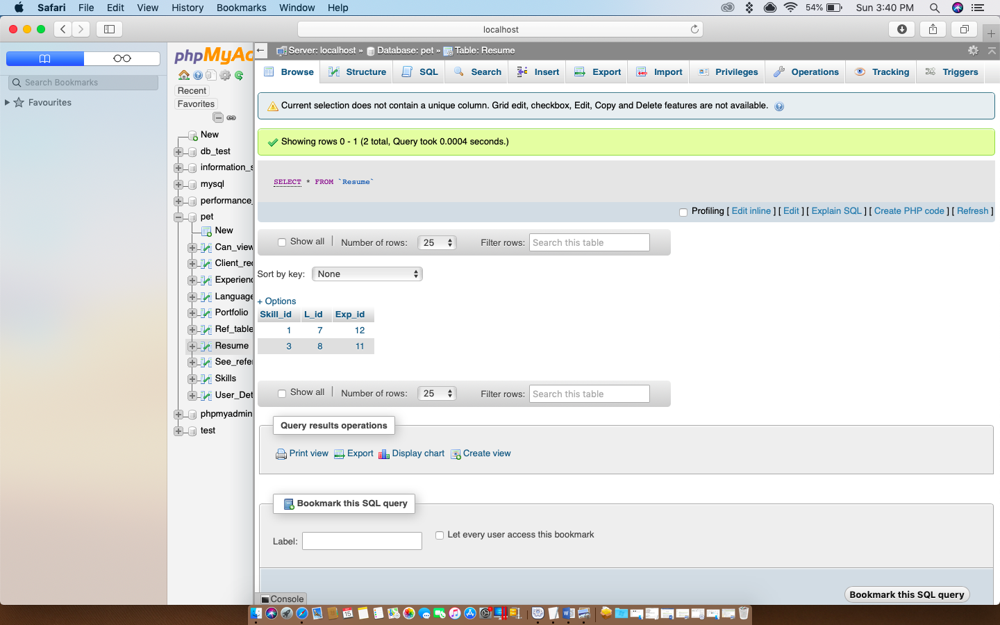 Safari File Edit View History Bookmarks Window Help 54% Sun 3:40 PM
localhost
Search Bookmarks
Favourites
phpMyAd
Recent
Favorites
New
db_test
information_s
mysql
performance_
pet
New
Can_view
Client_rec
Experienc
Language
Portfolio
Ref_table
Resume
See_refer
Skills
User_Det
phpmyadmin
test
Server: localhost » Database: pet » Table: Resume
Browse Structure SQL Search Insert Export Import Privileges Operations Tracking Triggers
Current selection does not contain a unique column. Grid edit, checkbox, Edit, Copy and Delete features are not available.
Showing rows 0 - 1 (2 total, Query took 0.0004 seconds.)
SELECT * FROM `Resume`
Profiling [ Edit inline ] [ Edit ] [ Explain SQL ] [ Create PHP code ] [ Refresh ]
Show all | Number of rows: 25 Filter rows: Search this table
Sort by key: None
+ Options
Skill_id L_id Exp_id
1 7 12
3 8 11
Show all | Number of rows: 25 Filter rows: Search this table
Query results operations
Print view Export Display chart Create view
Bookmark this SQL query
Label: Let every user access this bookmark
Bookmark this SQL query
Console
15